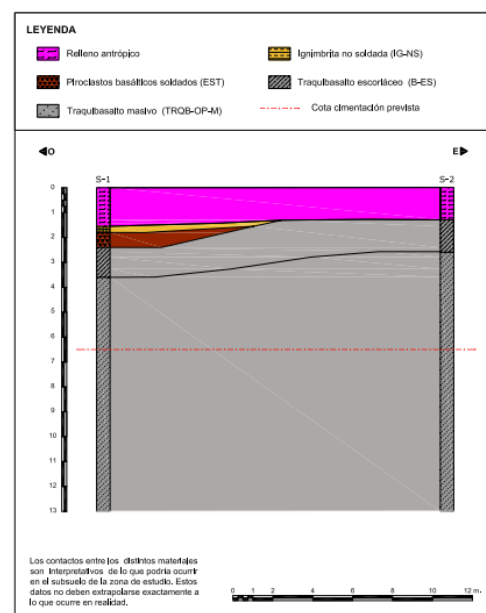 LEYENDA
Relleno antrópico
Ignimbrita no soldada (IG-NS)
Piroclastos basálticos soldados (EST)
Traquibasalto escorláceo (B-ES)
Traquibasalto masivo (TRQB-OP-M)
Cota cimentación prevista
O
E
S-1
S-2
0
1
2
3
4
5
6
7
8
9
10
11
12
13
Los contactos entre los distintos materiales
son interpretativos de lo que podría ocurrir
en el subsuelo de la zona de estudio. Estos
datos no deben extrapolarse exactamente a
lo que ocurre en realidad.
0 1 2 4 6 8 10 12 m.